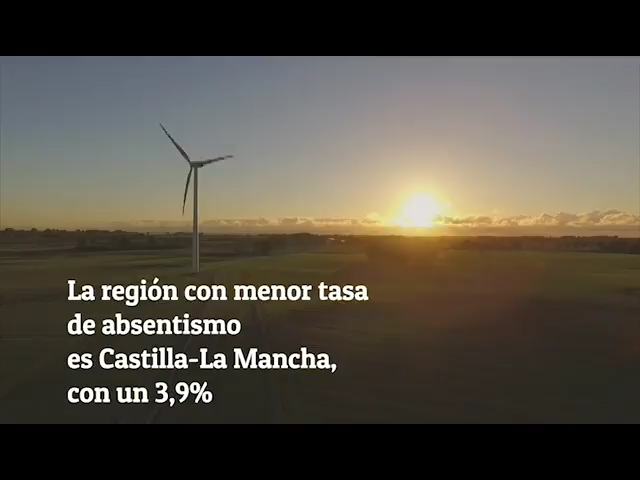 La región con menor tasa
de absentismo
es Castilla-La Mancha,
con un 3,9%